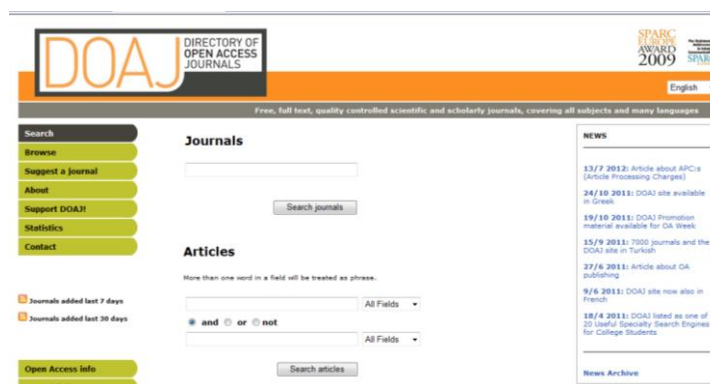 DOAJ
DIRECTORY OF
OPEN ACCESS
JOURNALS
SPARC
EUROPE
AWARD
2009
SPARC
English
Free, full text, quality controlled scientific and scholarly journals, covering all subjects and many languages
Search
Browse
Suggest a journal
About
Support DOAJ!
Statistics
Contact
Journals added last 7 days
Journals added last 30 days
Open Access info
Journals
Search journals
Articles
More than one word in a field will be treated as phrase.
All Fields
and or not
All Fields
Search articles
NEWS
13/7 2012: Article about APC:s
(Article Processing Charges)
24/10 2011: DOAJ site available
in Greek
19/10 2011: DOAJ Promotion
material available for OA Week
15/9 2011: 7000 journals and the
DOAJ site in Turkish
27/6 2011: Article about OA
publishing
9/6 2011: DOAJ site now also in
French
18/4 2011: DOAJ listed as one of
20 Useful Specialty Search Engines
for College Students
News Archive